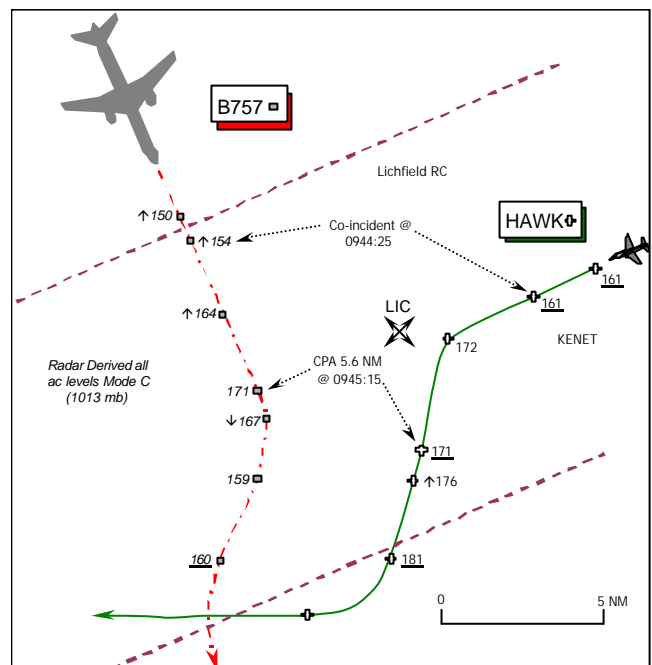 B757
Lichfield RC
↑150
Co-incident @
0944:25
HAWK
↑154
161
161
↑164
LIC
172
KENET
Radar Derived all
ac levels Mode C
(1013 mb)
CPA 5.6 NM
@ 0945:15
171
↓167
171
159
↑176
160
181
0
5 NM